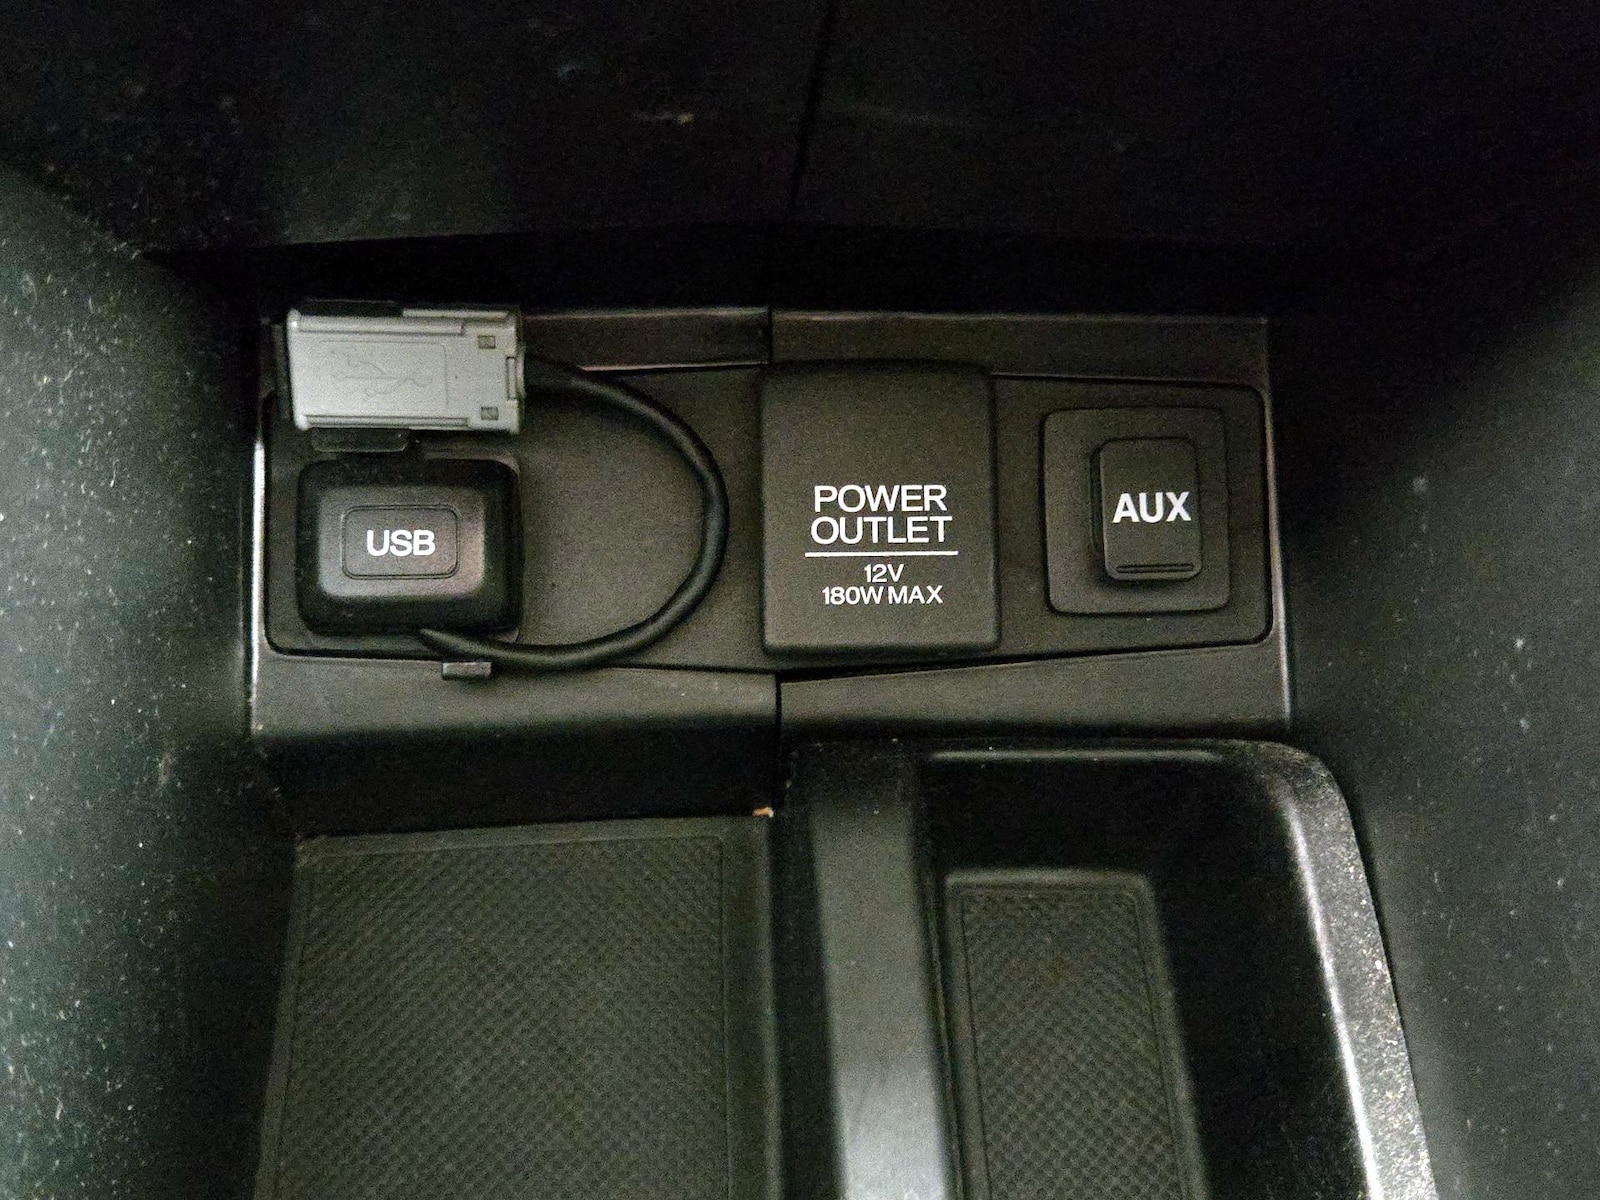 USB
POWER
OUTLET
12V
180W MAX
AUX